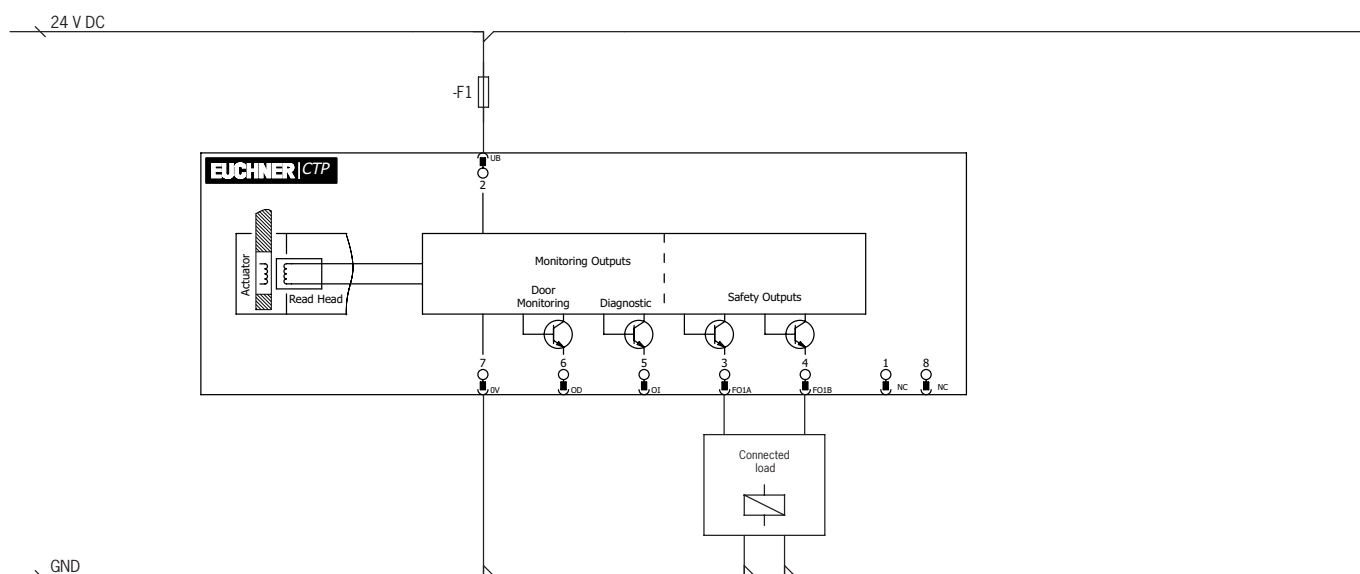 24 V DC
-F1
EUCHNER CTP
UB
2
Monitoring Outputs
Actuator
Read Head
Door
Monitoring
Diagnostic
Safety Outputs
7
6
5
3
4
1
8
0V
OD
OI
FO1A
FO1B
NC
NC
Connected
load
GND